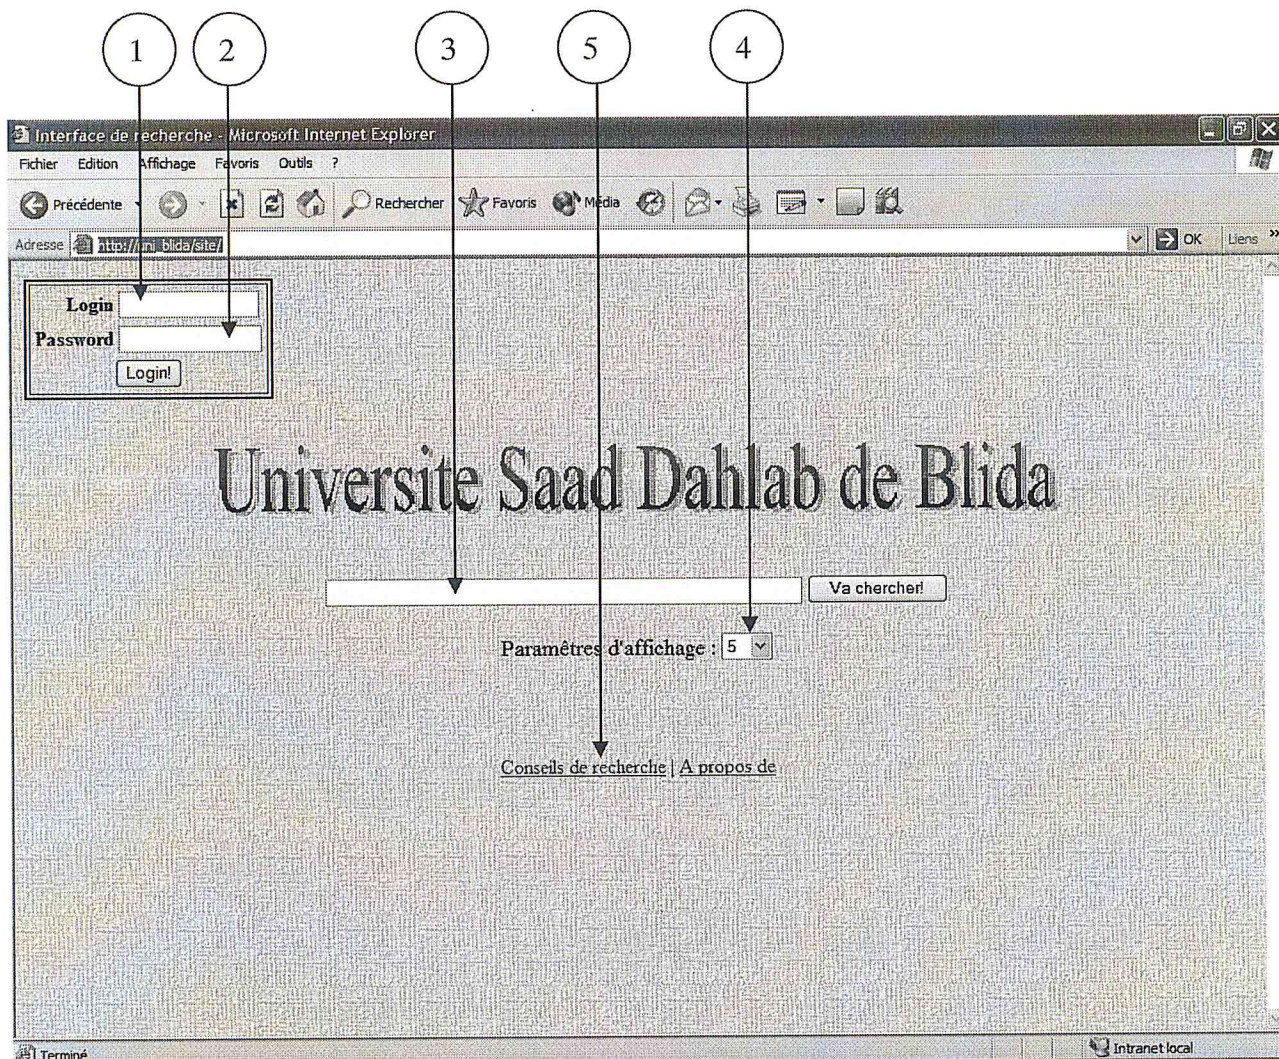 1 2 3 5 4
Interface de recherche - Microsoft Internet Explorer
Fichier Edition Affichage Favoris Outils ?
Précédente Rechercher Favoris Média
Adresse http://uni_blida/site/ OK Liens »
Login
Password
Login!
Universite Saad Dahlab de Blida
Va chercher!
Paramêtres d'affichage : 5
Conseils de recherche | A propos de
Terminé Intranet local